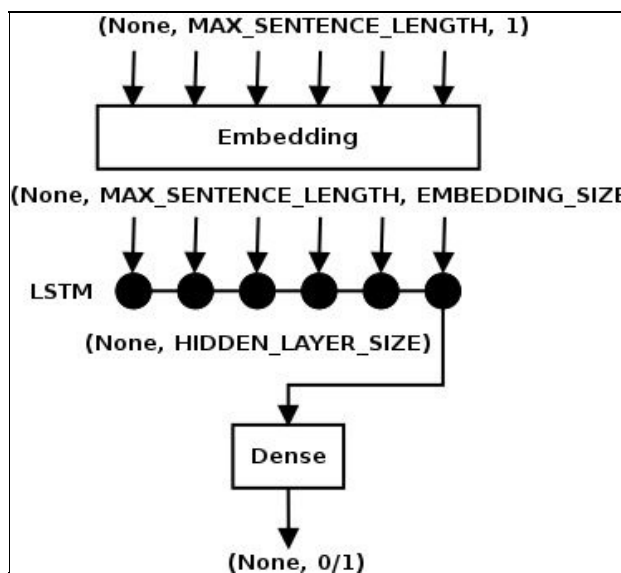 (None, MAX_SENTENCE_LENGTH, 1)
Embedding
(None, MAX_SENTENCE_LENGTH, EMBEDDING_SIZE
LSTM
(None, HIDDEN_LAYER_SIZE)
Dense
(None, 0/1)